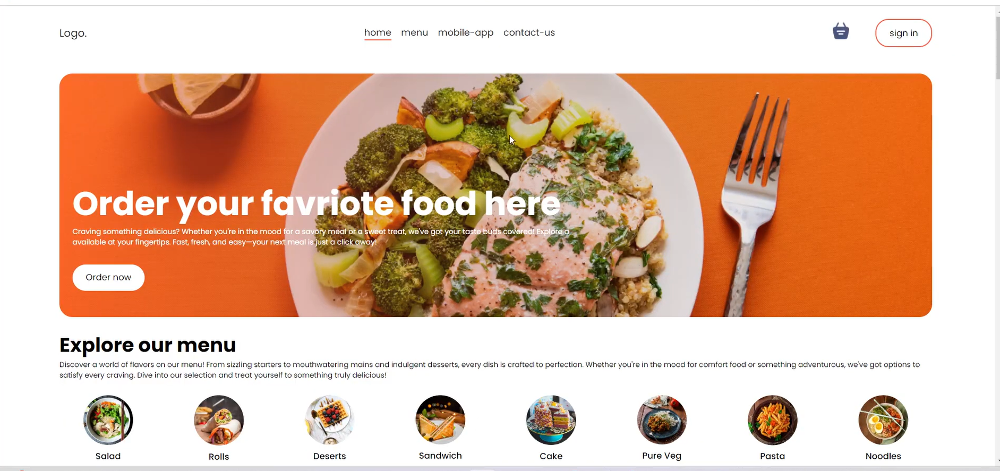 Logo.
home menu mobile-app contact-us
sign in
Order your favriote food here
Craving something delicious? Whether you're in the mood for a savory meal or a sweet treat, we've got your taste buds covered! Explore a
available at your fingertips. Fast, fresh, and easy—your next meal is just a click away!
Order now
Explore our menu
Discover a world of flavors on our menu! From sizzling starters to mouthwatering mains and indulgent desserts, every dish is crafted to perfection. Whether you're in the mood for comfort food or something adventurous, we've got options to
satisfy every craving. Dive into our selection and treat yourself to something truly delicious!
Salad Rolls Deserts Sandwich Cake Pure Veg Pasta Noodles